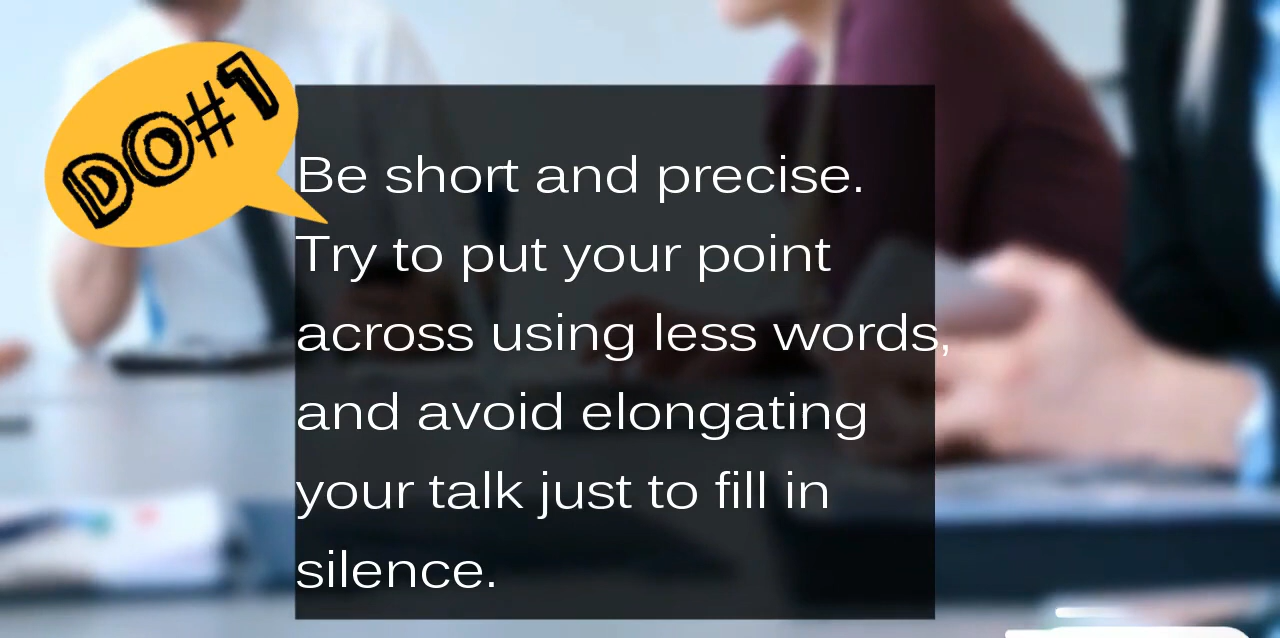 DO#1
Be short and precise.
Try to put your point
across using less words,
and avoid elongating
your talk just to fill in
silence.